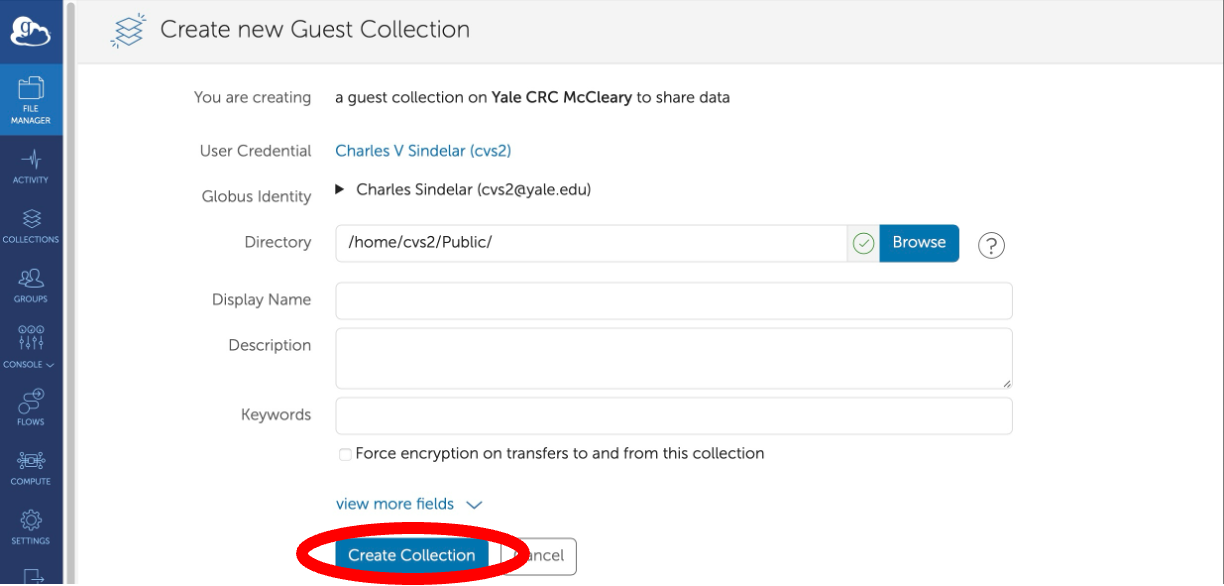 g
Create new Guest Collection
FILE
MANAGER
ACTIVITY
COLLECTIONS
GROUPS
CONSOLE
FLOWS
COMPUTE
SETTINGS
You are creating a guest collection on Yale CRC McCleary to share data
User Credential Charles V Sindelar (cvs2)
Globus Identity Charles Sindelar (cvs2@yale.edu)
Directory /home/cvs2/Public/ Browse ?
Display Name
Description
Keywords
Force encryption on transfers to and from this collection
view more fields
Create Collection Cancel